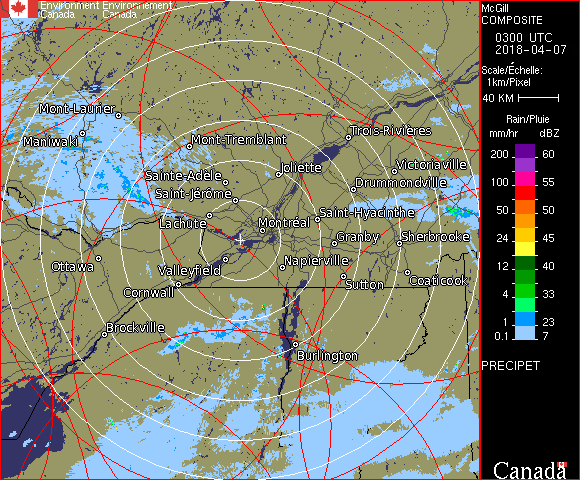 Environment Environnement
Canada Canada
McGill
COMPOSITE
0300 UTC
2018-04-07
Scale/Échelle:
1km/Pixel
40 KM
Rain/Pluie
mm/hr dBZ
200 60
100 55
50 50
24 45
12 40
4 33
1 23
0.1 7
PRECIPET
Canada
Mont-Laurier
Maniwaki
Mont-Tremblant
Trois-Rivières
Joliette
Victoriaville
Sainte-Adèle
Drummondville
Saint-Jérôme
Lachute
Saint-Hyacinthe
Montréal
Granby
Sherbrooke
Ottawa
Valleyfield
Napierville
Cornwall
Sutton
Coaticook
Brockville
Burlington